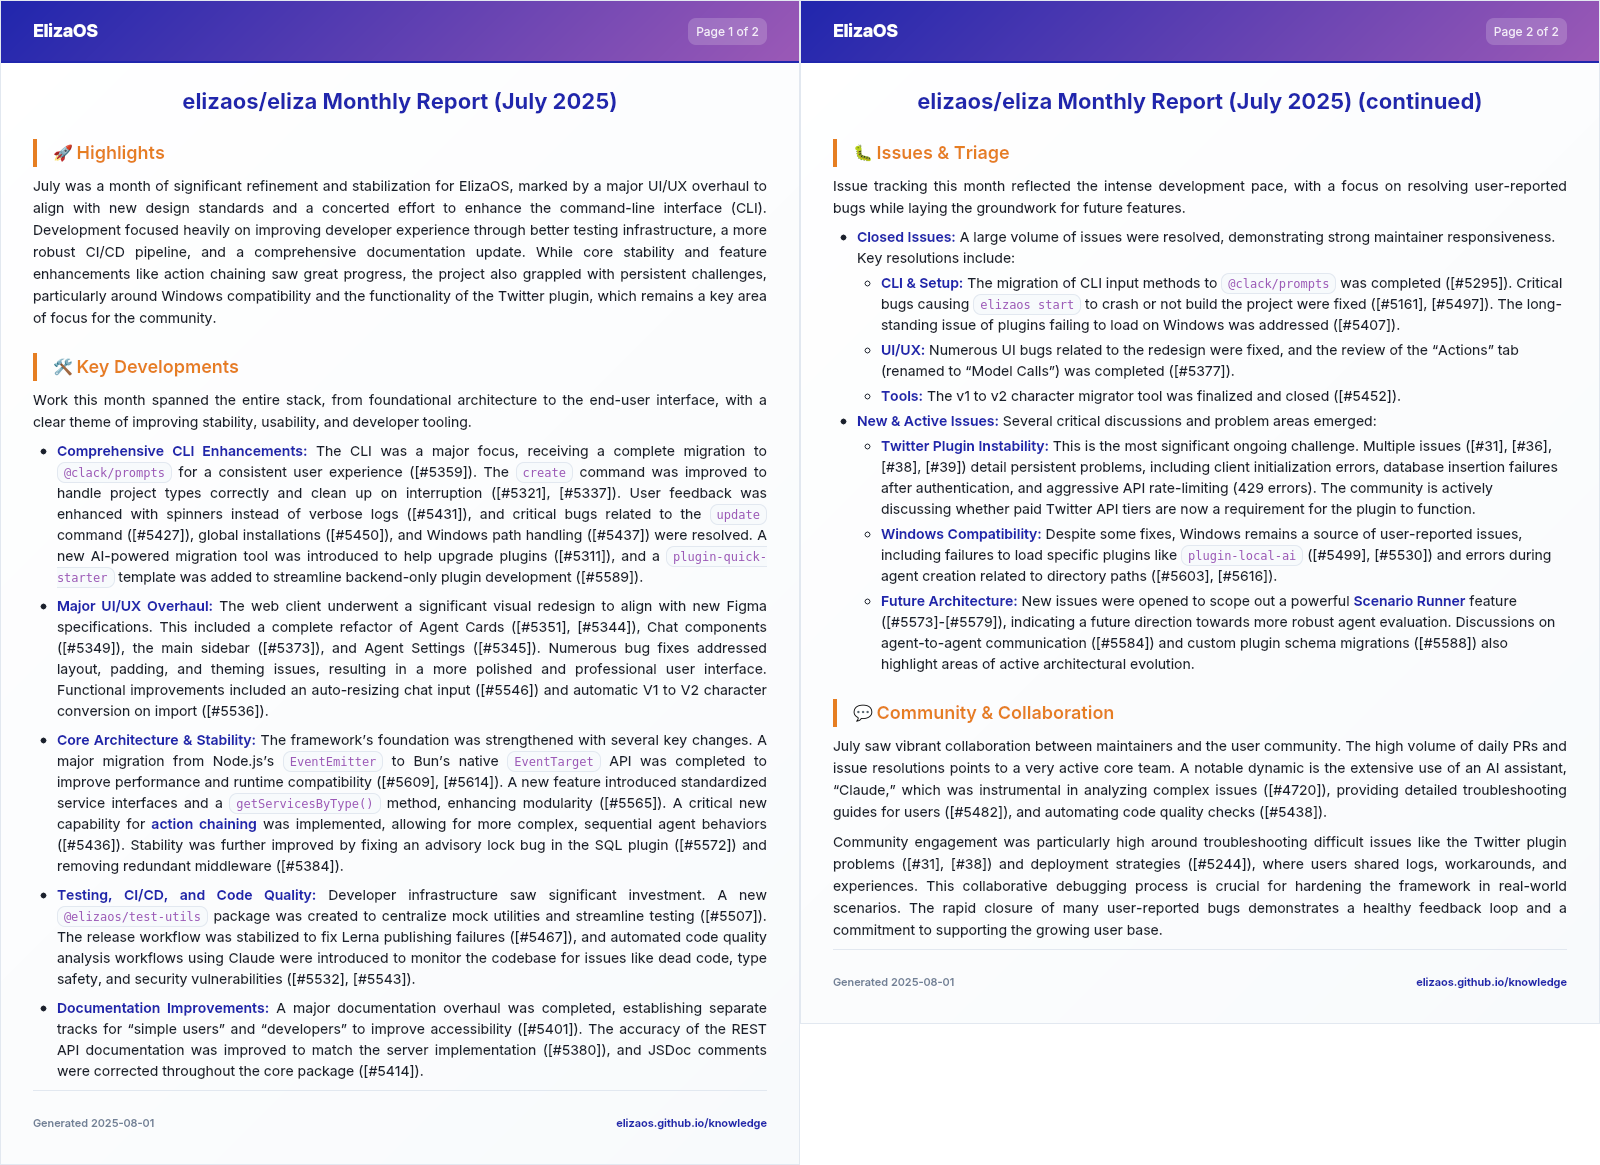 ElizaOS
Page 1 of 2
elizaos/eliza Monthly Report (July 2025)
🚀 Highlights
July was a month of significant refinement and stabilization for ElizaOS, marked by a major UI/UX overhaul to
align with new design standards and a concerted effort to enhance the command-line interface (CLI).
Development focused heavily on improving developer experience through better testing infrastructure, a more
robust CI/CD pipeline, and a comprehensive documentation update. While core stability and feature
enhancements like action chaining saw great progress, the project also grappled with persistent challenges,
particularly around Windows compatibility and the functionality of the Twitter plugin, which remains a key area
of focus for the community.
🛠️ Key Developments
Work this month spanned the entire stack, from foundational architecture to the end-user interface, with a
clear theme of improving stability, usability, and developer tooling.
• Comprehensive CLI Enhancements: The CLI was a major focus, receiving a complete migration to
@clack/prompts for a consistent user experience ([#5359]). The create command was improved to
handle project types correctly and clean up on interruption ([#5321], [#5337]). User feedback was
enhanced with spinners instead of verbose logs ([#5431]), and critical bugs related to the update
command ([#5427]), global installations ([#5450]), and Windows path handling ([#5437]) were resolved. A
new AI-powered migration tool was introduced to help upgrade plugins ([#5311]), and a plugin-quick-
starter template was added to streamline backend-only plugin development ([#5589]).
• Major UI/UX Overhaul: The web client underwent a significant visual redesign to align with new Figma
specifications. This included a complete refactor of Agent Cards ([#5351], [#5344]), Chat components
([#5349]), the main sidebar ([#5373]), and Agent Settings ([#5345]). Numerous bug fixes addressed
layout, padding, and theming issues, resulting in a more polished and professional user interface.
Functional improvements included an auto-resizing chat input ([#5546]) and automatic V1 to V2 character
conversion on import ([#5536]).
• Core Architecture & Stability: The framework’s foundation was strengthened with several key changes. A
major migration from Node.js’s EventEmitter to Bun’s native EventTarget API was completed to
improve performance and runtime compatibility ([#5609], [#5614]). A new feature introduced standardized
service interfaces and a getServicesByType() method, enhancing modularity ([#5565]). A critical new
capability for action chaining was implemented, allowing for more complex, sequential agent behaviors
([#5436]). Stability was further improved by fixing an advisory lock bug in the SQL plugin ([#5572]) and
removing redundant middleware ([#5384]).
• Testing, CI/CD, and Code Quality: Developer infrastructure saw significant investment. A new
@elizaos/test-utils package was created to centralize mock utilities and streamline testing ([#5507]).
The release workflow was stabilized to fix Lerna publishing failures ([#5467]), and automated code quality
analysis workflows using Claude were introduced to monitor the codebase for issues like dead code, type
safety, and security vulnerabilities ([#5532], [#5543]).
• Documentation Improvements: A major documentation overhaul was completed, establishing separate
tracks for “simple users” and “developers” to improve accessibility ([#5401]). The accuracy of the REST
API documentation was improved to match the server implementation ([#5380]), and JSDoc comments
were corrected throughout the core package ([#5414]).
Generated 2025-08-01
elizaos.github.io/knowledge
ElizaOS
Page 2 of 2
elizaos/eliza Monthly Report (July 2025) (continued)
🐛 Issues & Triage
Issue tracking this month reflected the intense development pace, with a focus on resolving user-reported
bugs while laying the groundwork for future features.
• Closed Issues: A large volume of issues were resolved, demonstrating strong maintainer responsiveness.
Key resolutions include:
◦ CLI & Setup: The migration of CLI input methods to @clack/prompts was completed ([#5295]). Critical
bugs causing elizaos start to crash or not build the project were fixed ([#5161], [#5497]). The long-
standing issue of plugins failing to load on Windows was addressed ([#5407]).
◦ UI/UX: Numerous UI bugs related to the redesign were fixed, and the review of the “Actions” tab
(renamed to “Model Calls”) was completed ([#5377]).
◦ Tools: The v1 to v2 character migrator tool was finalized and closed ([#5452]).
• New & Active Issues: Several critical discussions and problem areas emerged:
◦ Twitter Plugin Instability: This is the most significant ongoing challenge. Multiple issues ([#31], [#36],
[#38], [#39]) detail persistent problems, including client initialization errors, database insertion failures
after authentication, and aggressive API rate-limiting (429 errors). The community is actively
discussing whether paid Twitter API tiers are now a requirement for the plugin to function.
◦ Windows Compatibility: Despite some fixes, Windows remains a source of user-reported issues,
including failures to load specific plugins like plugin-local-ai ([#5499], [#5530]) and errors during
agent creation related to directory paths ([#5603], [#5616]).
◦ Future Architecture: New issues were opened to scope out a powerful Scenario Runner feature
([#5573]-[#5579]), indicating a future direction towards more robust agent evaluation. Discussions on
agent-to-agent communication ([#5584]) and custom plugin schema migrations ([#5588]) also
highlight areas of active architectural evolution.
💬 Community & Collaboration
July saw vibrant collaboration between maintainers and the user community. The high volume of daily PRs and
issue resolutions points to a very active core team. A notable dynamic is the extensive use of an AI assistant,
“Claude,” which was instrumental in analyzing complex issues ([#4720]), providing detailed troubleshooting
guides for users ([#5482]), and automating code quality checks ([#5438]).
Community engagement was particularly high around troubleshooting difficult issues like the Twitter plugin
problems ([#31], [#38]) and deployment strategies ([#5244]), where users shared logs, workarounds, and
experiences. This collaborative debugging process is crucial for hardening the framework in real-world
scenarios. The rapid closure of many user-reported bugs demonstrates a healthy feedback loop and a
commitment to supporting the growing user base.
Generated 2025-08-01
elizaos.github.io/knowledge